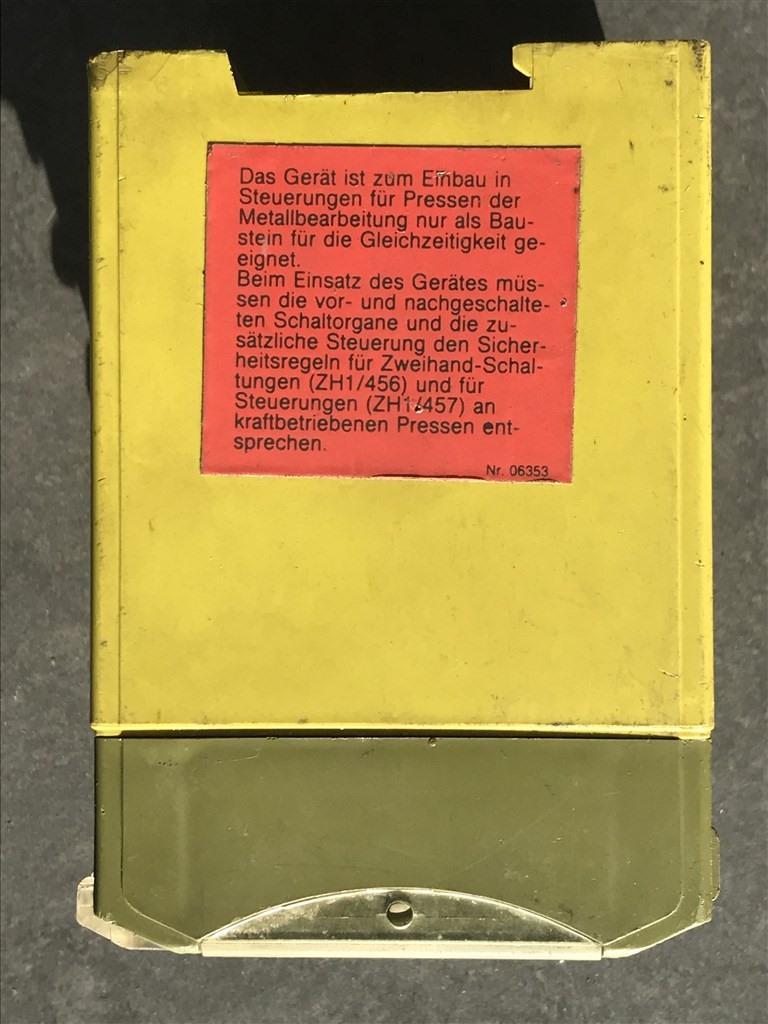 Das Gerät ist zum Einbau in
Steuerungen für Pressen der
Metallbearbeitung nur als Bau-
stein für die Gleichzeitigkeit ge-
eignet.
Beim Einsatz des Gerätes müs-
sen die vor- und nachgeschalte-
ten Schaltorgane und die zu-
sätzliche Steuerung den Sicher-
heitsregeln für Zweihand-Schal-
tungen (ZH1/456) und für
Steuerungen (ZH1/457) an
kraftbetriebenen Pressen ent-
sprechen.
Nr. 06353